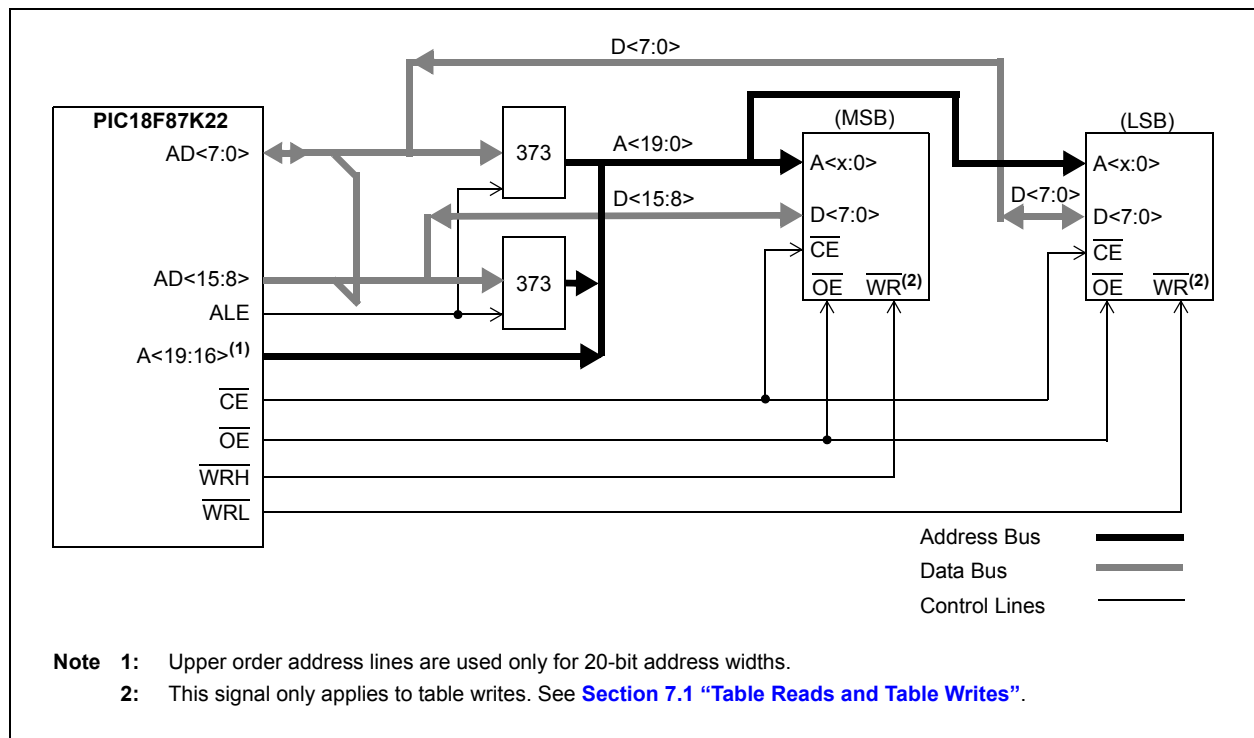 D<7:0>
PIC18F87K22
AD<7:0>
AD<15:8>
ALE
A<19:16>(1)
CE
OE
WRH
WRL
373
373
A<19:0>
D<15:8>
(MSB)
A<x:0>
D<7:0>
CE
OE WR(2)
(LSB)
A<x:0>
D<7:0>
D<7:0>
CE
OE WR(2)
Address Bus
Data Bus
Control Lines
Note 1: Upper order address lines are used only for 20-bit address widths.
2: This signal only applies to table writes. See Section 7.1 “Table Reads and Table Writes”.